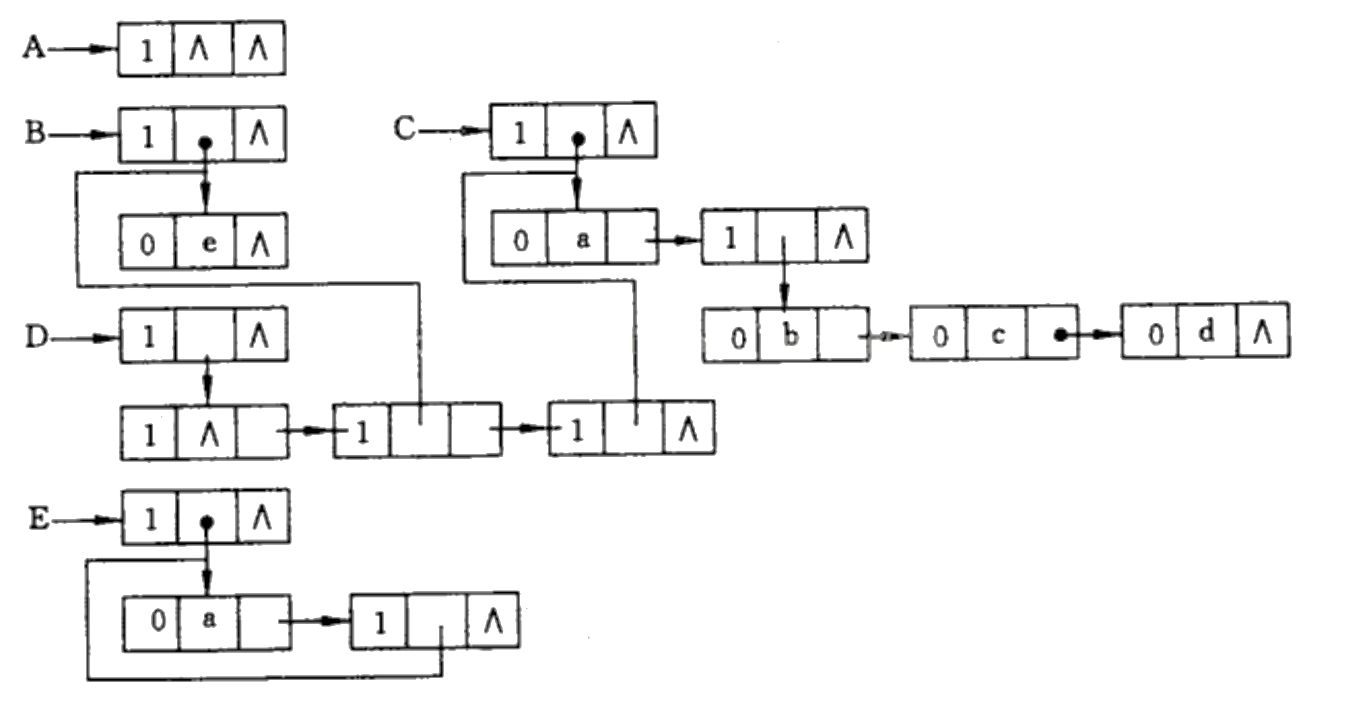 A 1 ∧ ∧
B 1 ∧
C 1 ∧
0 e ∧
0 a 1 ∧
D 1 ∧
0 b 0 c 0 d ∧
1 ∧ 1 1 ∧
E 1 ∧
0 a 1 ∧